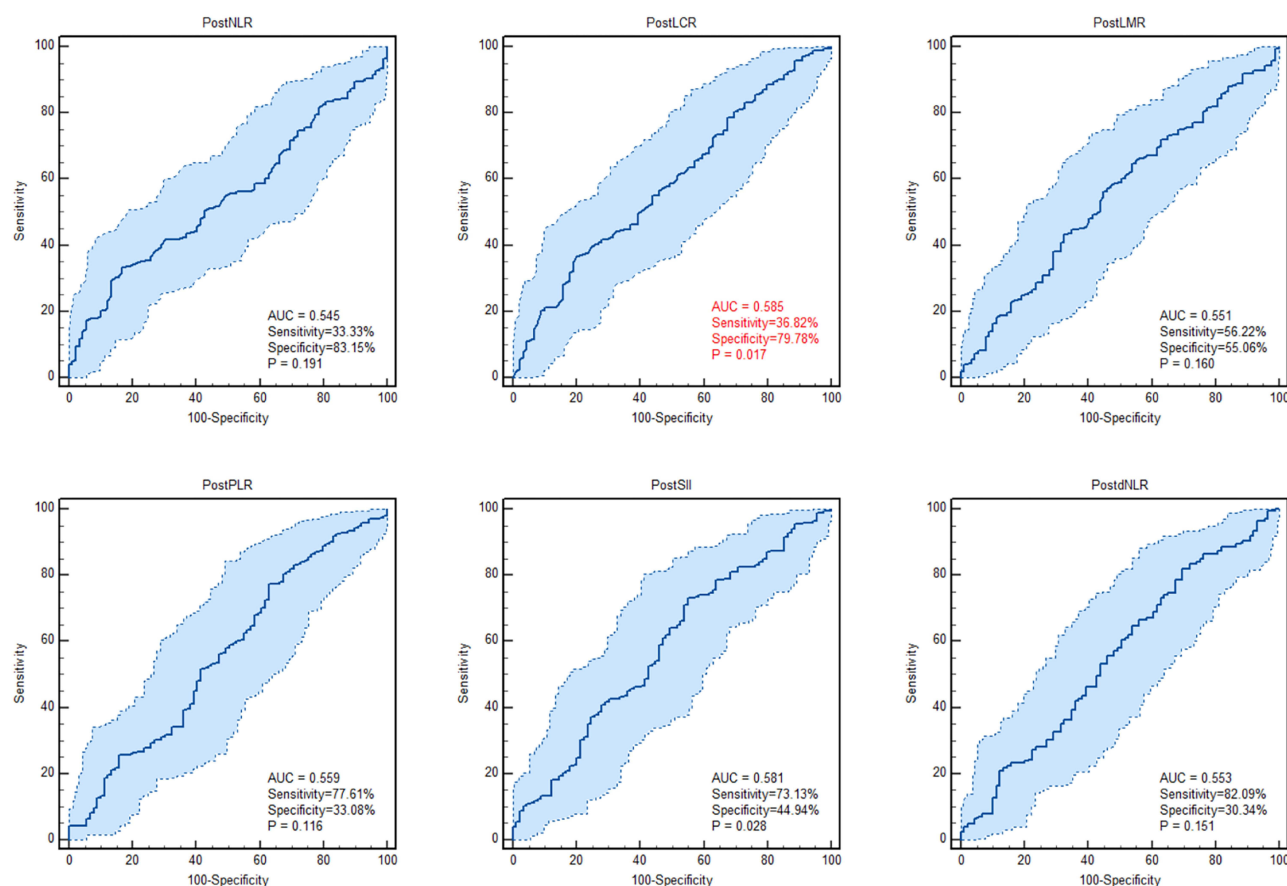 PostNLR
100
80
60
40
20
0
Sensitivity
AUC = 0.545
Sensitivity=33.33%
Specificity=83.15%
P = 0.191
0 20 40 60 80 100
100-Specificity
PostLCR
100
80
60
40
20
0
Sensitivity
AUC = 0.585
Sensitivity=36.82%
Specificity=79.78%
P = 0.017
0 20 40 60 80 100
100-Specificity
PostLMR
100
80
60
40
20
0
Sensitivity
AUC = 0.551
Sensitivity=56.22%
Specificity=55.06%
P = 0.160
0 20 40 60 80 100
100-Specificity
PostPLR
100
80
60
40
20
0
Sensitivity
AUC = 0.559
Sensitivity=77.61%
Specificity=33.08%
P = 0.116
0 20 40 60 80 100
100-Specificity
PostSII
100
80
60
40
20
0
Sensitivity
AUC = 0.581
Sensitivity=73.13%
Specificity=44.94%
P = 0.028
0 20 40 60 80 100
100-Specificity
PostdNLR
100
80
60
40
20
0
Sensitivity
AUC = 0.553
Sensitivity=82.09%
Specificity=30.34%
P = 0.151
0 20 40 60 80 100
100-Specificity